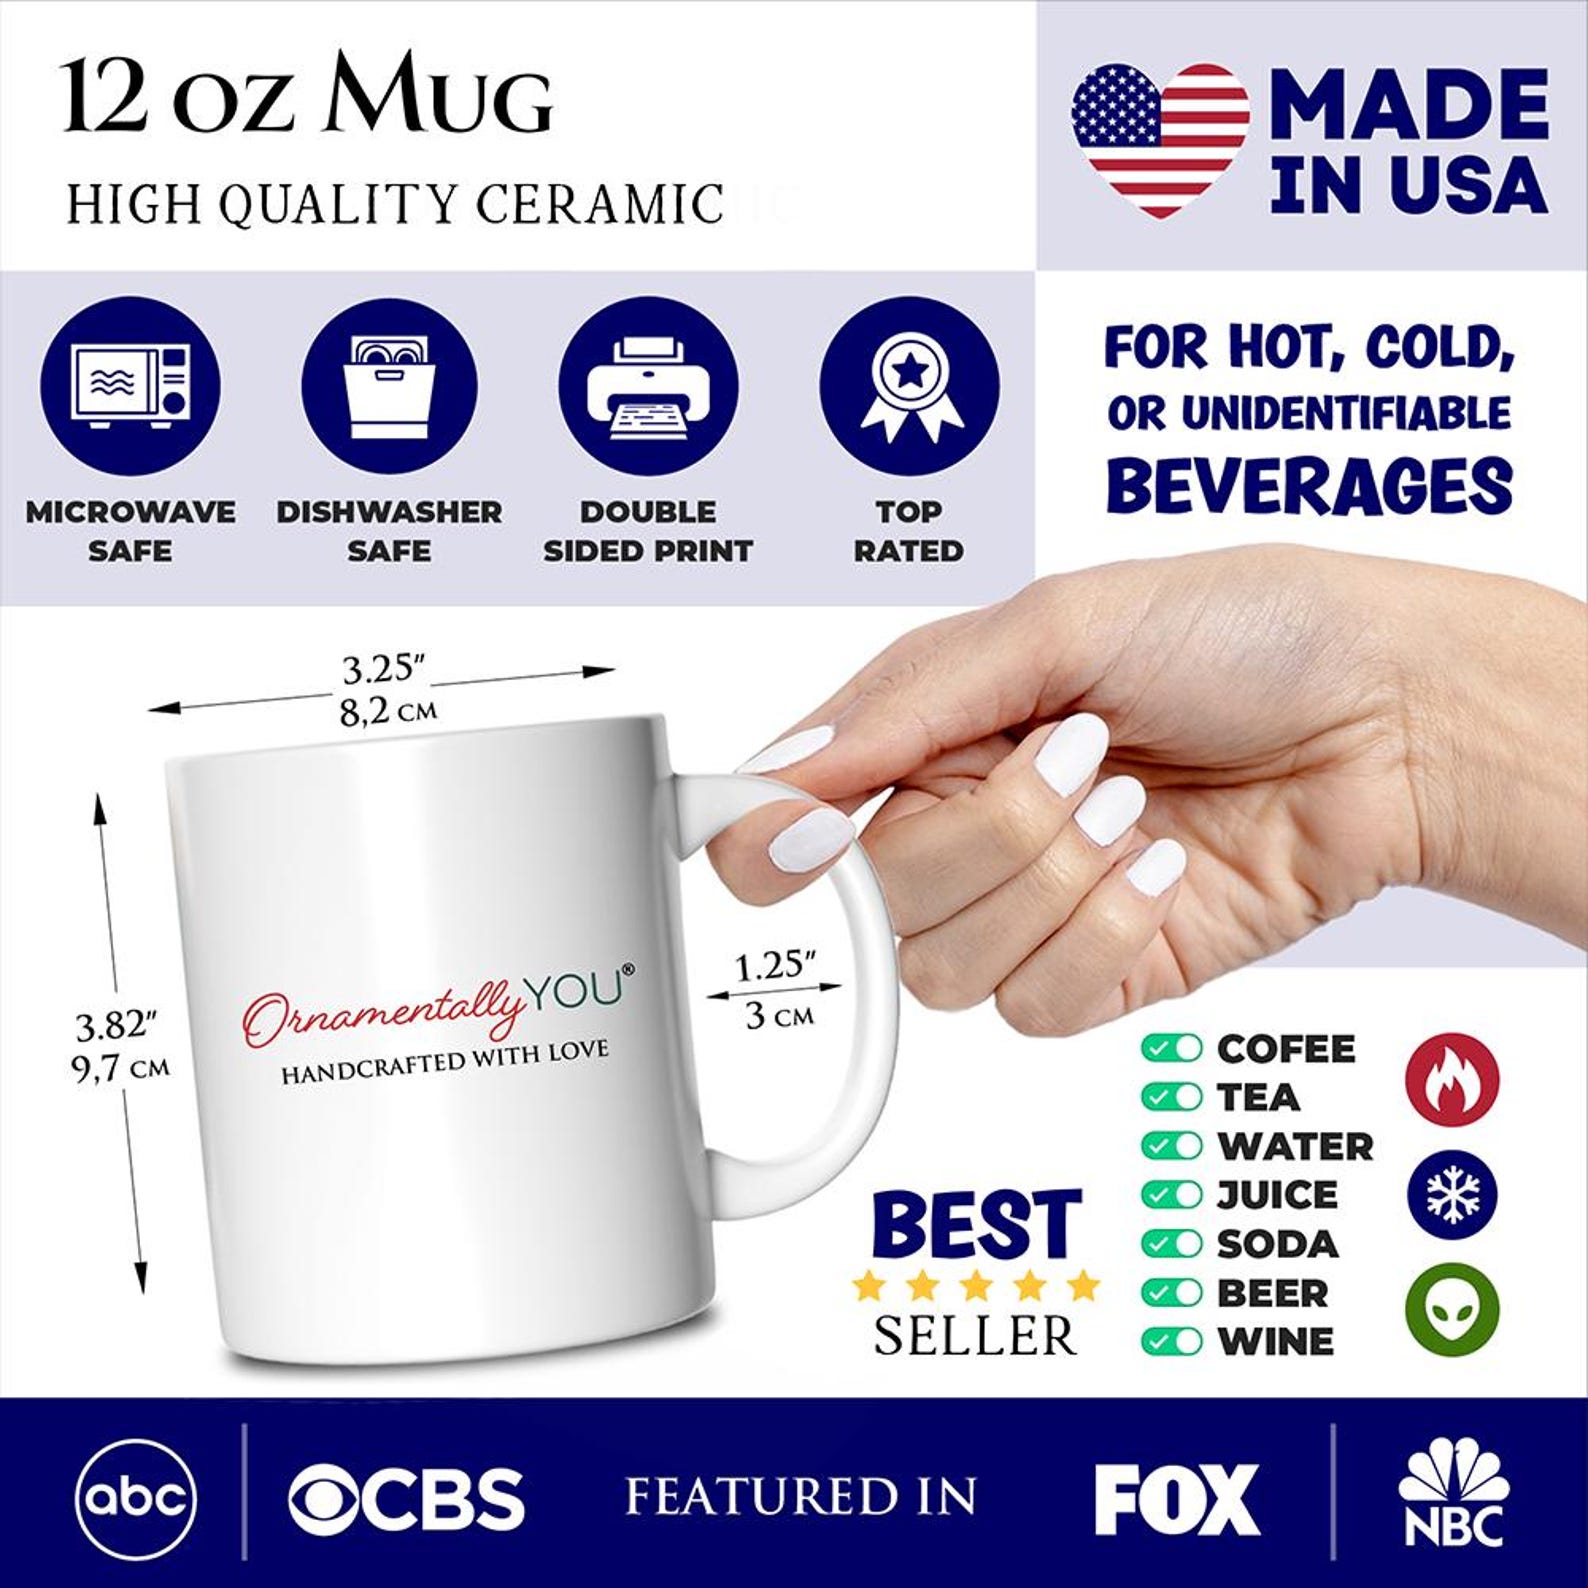 12 oz Mug
HIGH QUALITY CERAMIC
MADE
IN USA
MICROWAVE
SAFE
DISHWASHER
SAFE
DOUBLE
SIDED PRINT
TOP
RATED
FOR HOT, COLD,
OR UNIDENTIFIABLE
BEVERAGES
3.25"
8,2 CM
3.82"
9,7 CM
OrnamentallyYOU®
HANDCRAFTED WITH LOVE
1.25"
3 CM
COFEE
TEA
WATER
JUICE
SODA
BEER
WINE
BEST
SELLER
abc
CBS
FEATURED IN
FOX
NBC